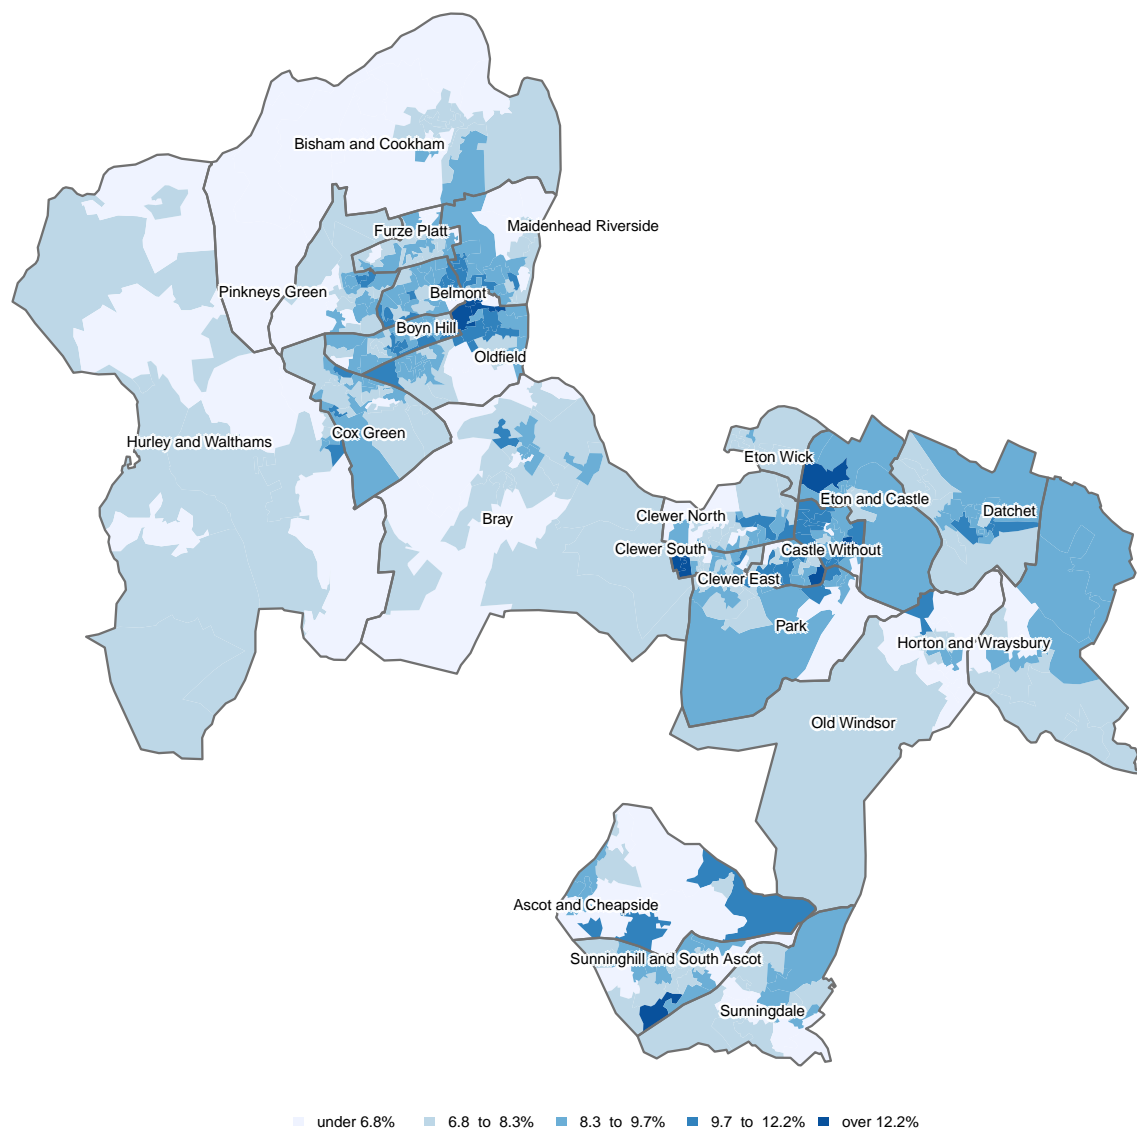 Bisham and Cookham
Maidenhead Riverside
Furze Platt
Pinkneys Green
Belmont
Boyn Hill
Oldfield
Cox Green
Hurley and Walthams
Bray
Eton Wick
Eton and Castle
Datchet
Clewer North
Clewer South
Castle Without
Clewer East
Park
Horton and Wraysbury
Old Windsor
Ascot and Cheapside
Sunninghill and South Ascot
Sunningdale
under 6.8% 6.8 to 8.3% 8.3 to 9.7% 9.7 to 12.2% over 12.2%